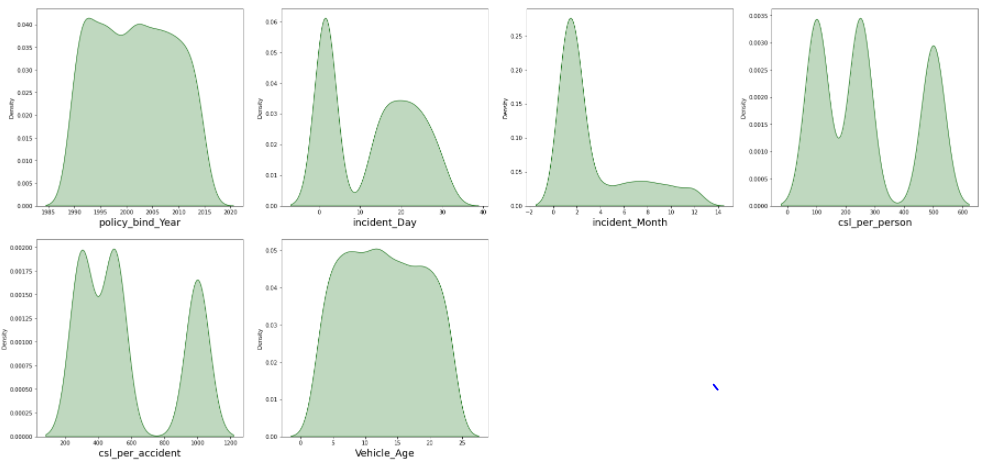 0.040
0.035
0.030
0.025
0.020
0.015
0.010
0.005
0.000
Density
1985 1990 1995 2000 2005 2010 2015 2020
policy_bind_Year
0.06
0.05
0.04
0.03
0.02
0.01
0.00
Density
0 10 20 30 40
incident_Day
0.25
0.20
0.15
0.10
0.05
0.00
Density
−2 0 2 4 6 8 10 12 14
incident_Month
0.0035
0.0030
0.0025
0.0020
0.0015
0.0010
0.0005
0.0000
Density
0 100 200 300 400 500 600
csl_per_person
0.00200
0.00175
0.00150
0.00125
0.00100
0.00075
0.00050
0.00025
0.00000
Density
200 400 600 800 1000 1200
csl_per_accident
0.05
0.04
0.03
0.02
0.01
0.00
Density
0 5 10 15 20 25
Vehicle_Age